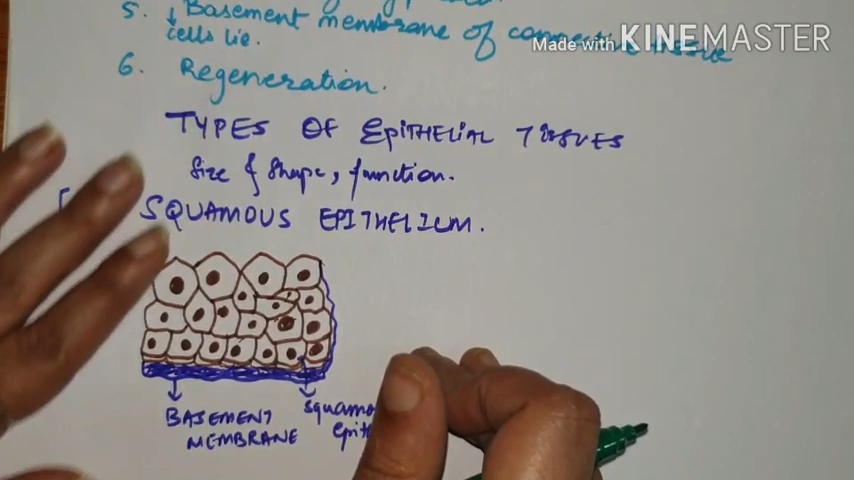 5. Basement membrane of connective tissue
cells lie.
Made with KINEMASTER
6. Regeneration.
TYPES OF EpiTHELIAL TissUES
Size & shape, function.
SQUAMOUS EPITHELIUM.
BASEMENT
MEMBRANE